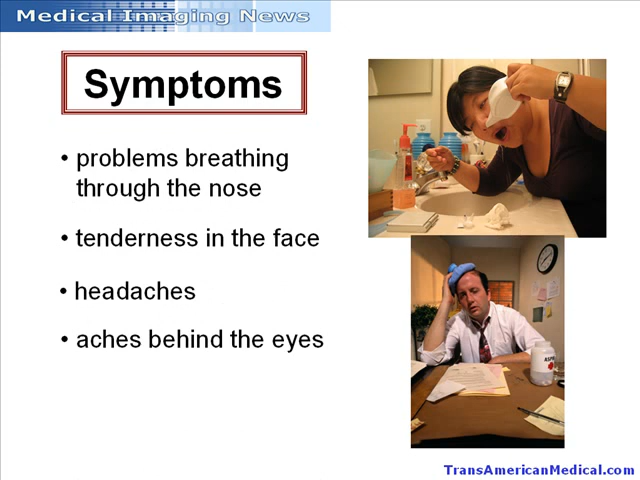 Medical Imaging News
Symptoms
• problems breathing
through the nose
• tenderness in the face
• headaches
• aches behind the eyes
TransAmericanMedical.com